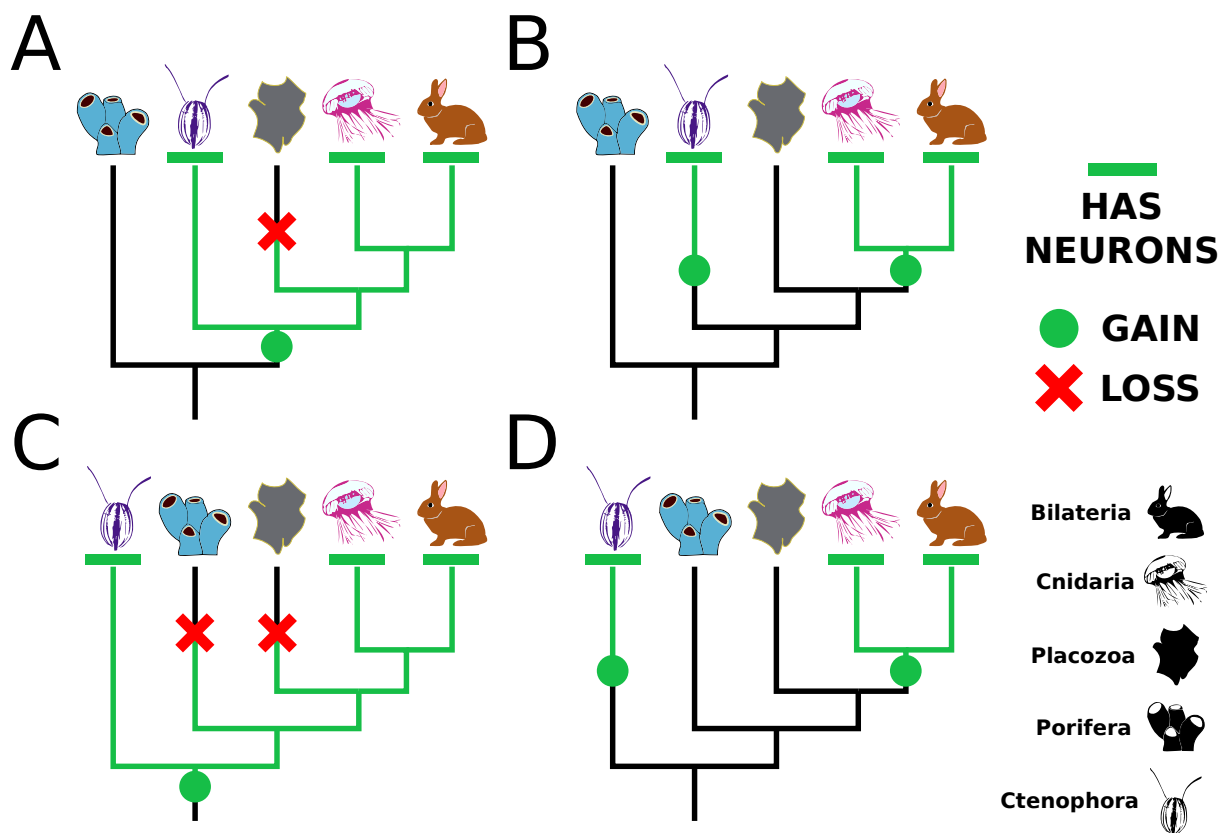 A
B
HAS
NEURONS
GAIN
LOSS
C
D
Bilateria
Cnidaria
Placozoa
Porifera
Ctenophora